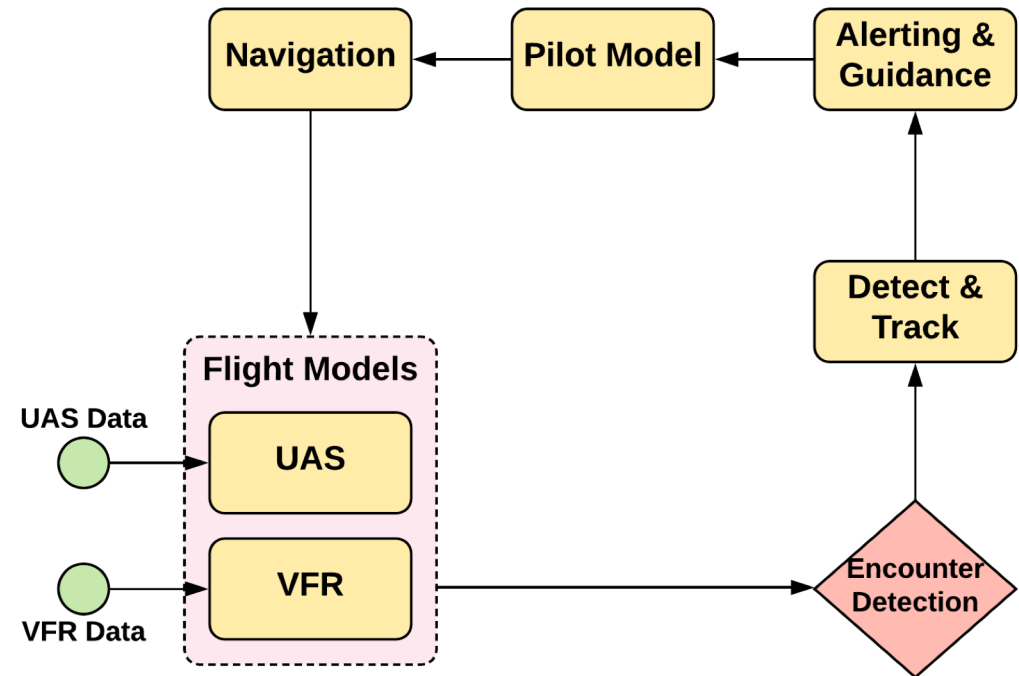 Navigation
Pilot Model
Alerting &
Guidance
Detect &
Track
Flight Models
UAS Data
UAS
VFR
VFR Data
Encounter
Detection